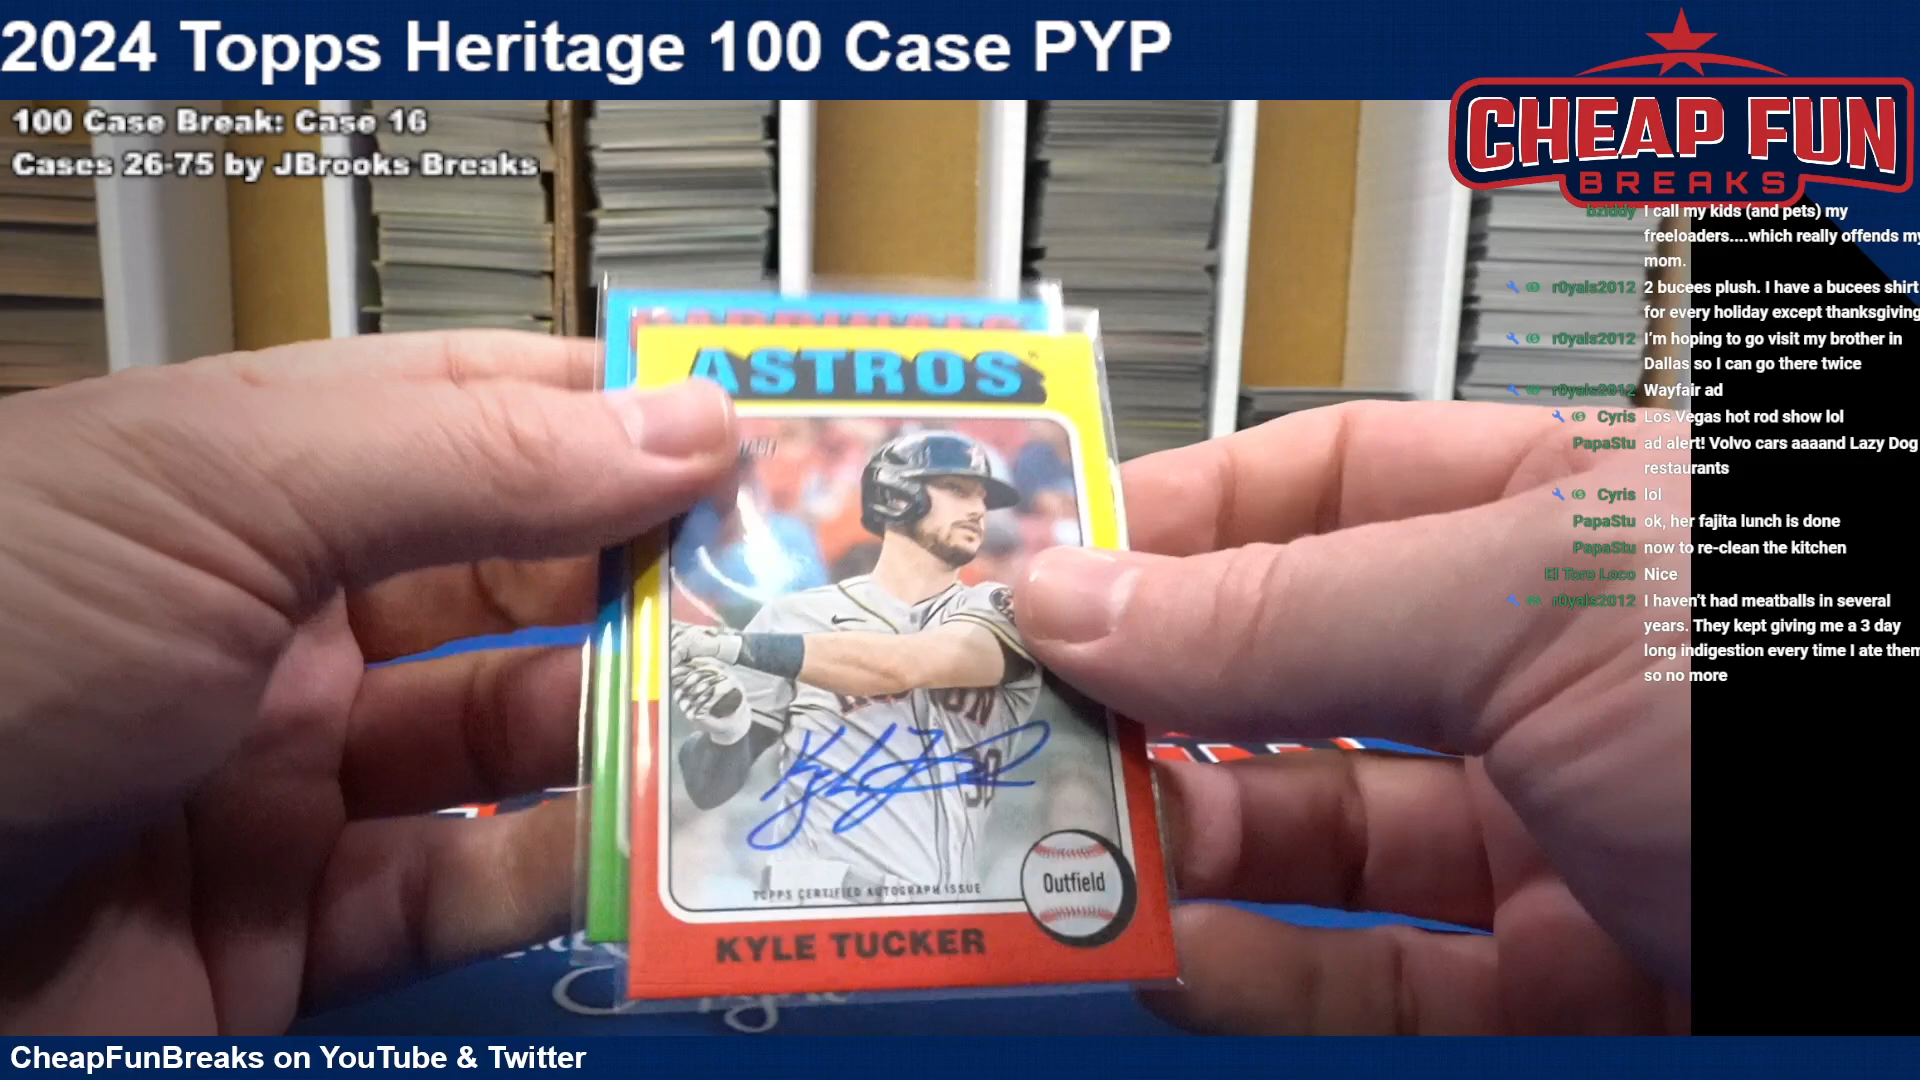 2024 Topps Heritage 100 Case PYP
100 Case Break: Case 16
Cases 26-75 by JBrooks Breaks
CHEAP FUN
BREAKS
bziddy I call my kids (and pets) my
freeloaders....which really offends my
mom.
r0yals2012 2 bucees plush. I have a bucees shirt
for every holiday except thanksgiving
r0yals2012 I'm hoping to go visit my brother in
Dallas so I can go there twice
r0yals2012 Wayfair ad
Cyris Los Vegas hot rod show lol
PapaStu ad alert! Volvo cars aaaand Lazy Dog
restaurants
Cyris lol
PapaStu ok, her fajita lunch is done
PapaStu now to re-clean the kitchen
El Toro Loco Nice
r0yals2012 I haven't had meatballs in several
years. They kept giving me a 3 day
long indigestion every time I ate them
so no more
ASTROS
30
TOPPS CERTIFIED AUTOGRAPH ISSUE
Outfield
KYLE TUCKER
CheapFunBreaks on YouTube & Twitter